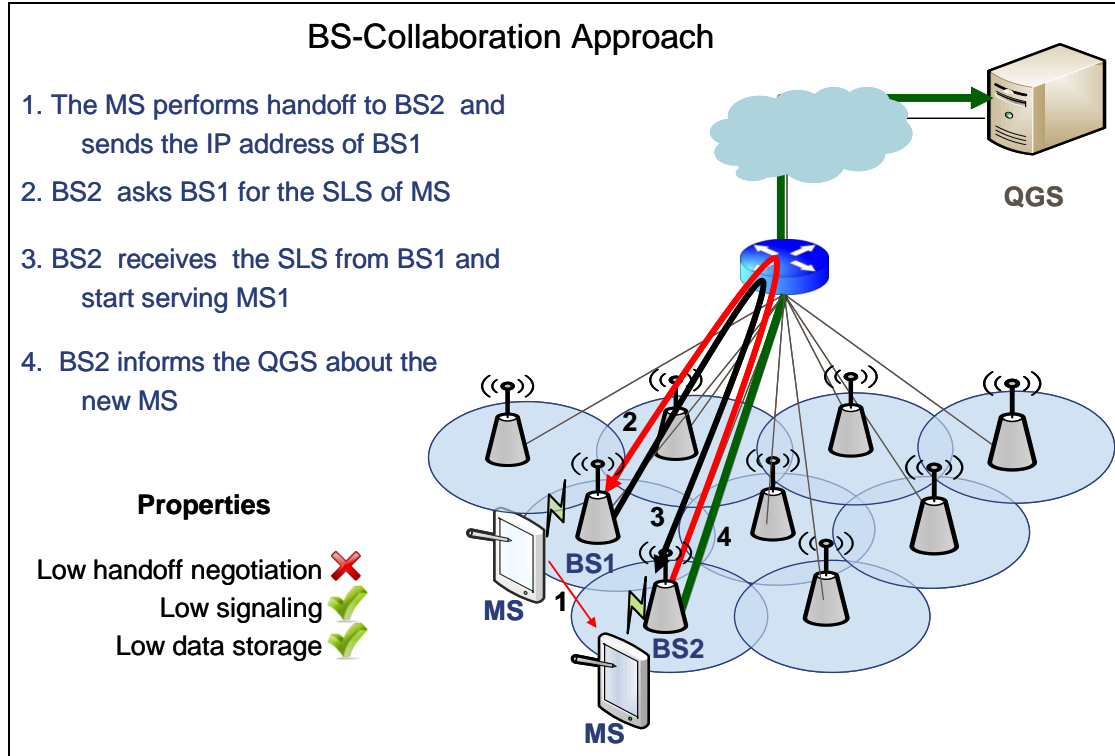 BS-Collaboration Approach
1. The MS performs handoff to BS2 and
sends the IP address of BS1
2. BS2 asks BS1 for the SLS of MS
3. BS2 receives the SLS from BS1 and
start serving MS1
4. BS2 informs the QGS about the
new MS
QGS
2
3
4
BS1
MS
1
BS2
MS
Properties
Low handoff negotiation
Low signaling
Low data storage